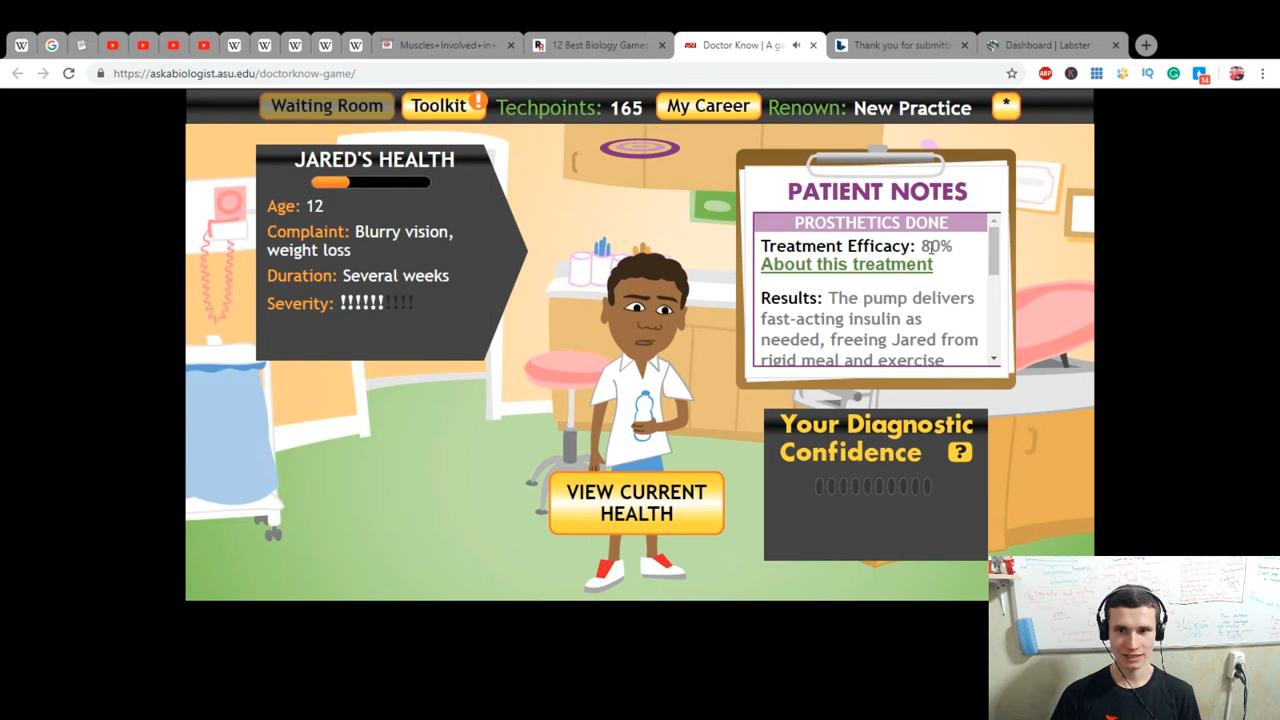 Muscles+Involved+in+
12 Best Biology Games
Doctor Know | A ga
Thank you for submitti
Dashboard | Labster
https://askabiologist.asu.edu/doctorknow-game/
Waiting Room
Toolkit
!
Techpoints: 165
My Career
Renown: New Practice
*
JARED'S HEALTH
Age: 12
Complaint: Blurry vision,
weight loss
Duration: Several weeks
Severity: !!!!!!!!!!
PATIENT NOTES
PROSTHETICS DONE
Treatment Efficacy: 80%
About this treatment
Results: The pump delivers
fast-acting insulin as
needed, freeing Jared from
rigid meal and exercise
Your Diagnostic
Confidence ?
VIEW CURRENT
HEALTH